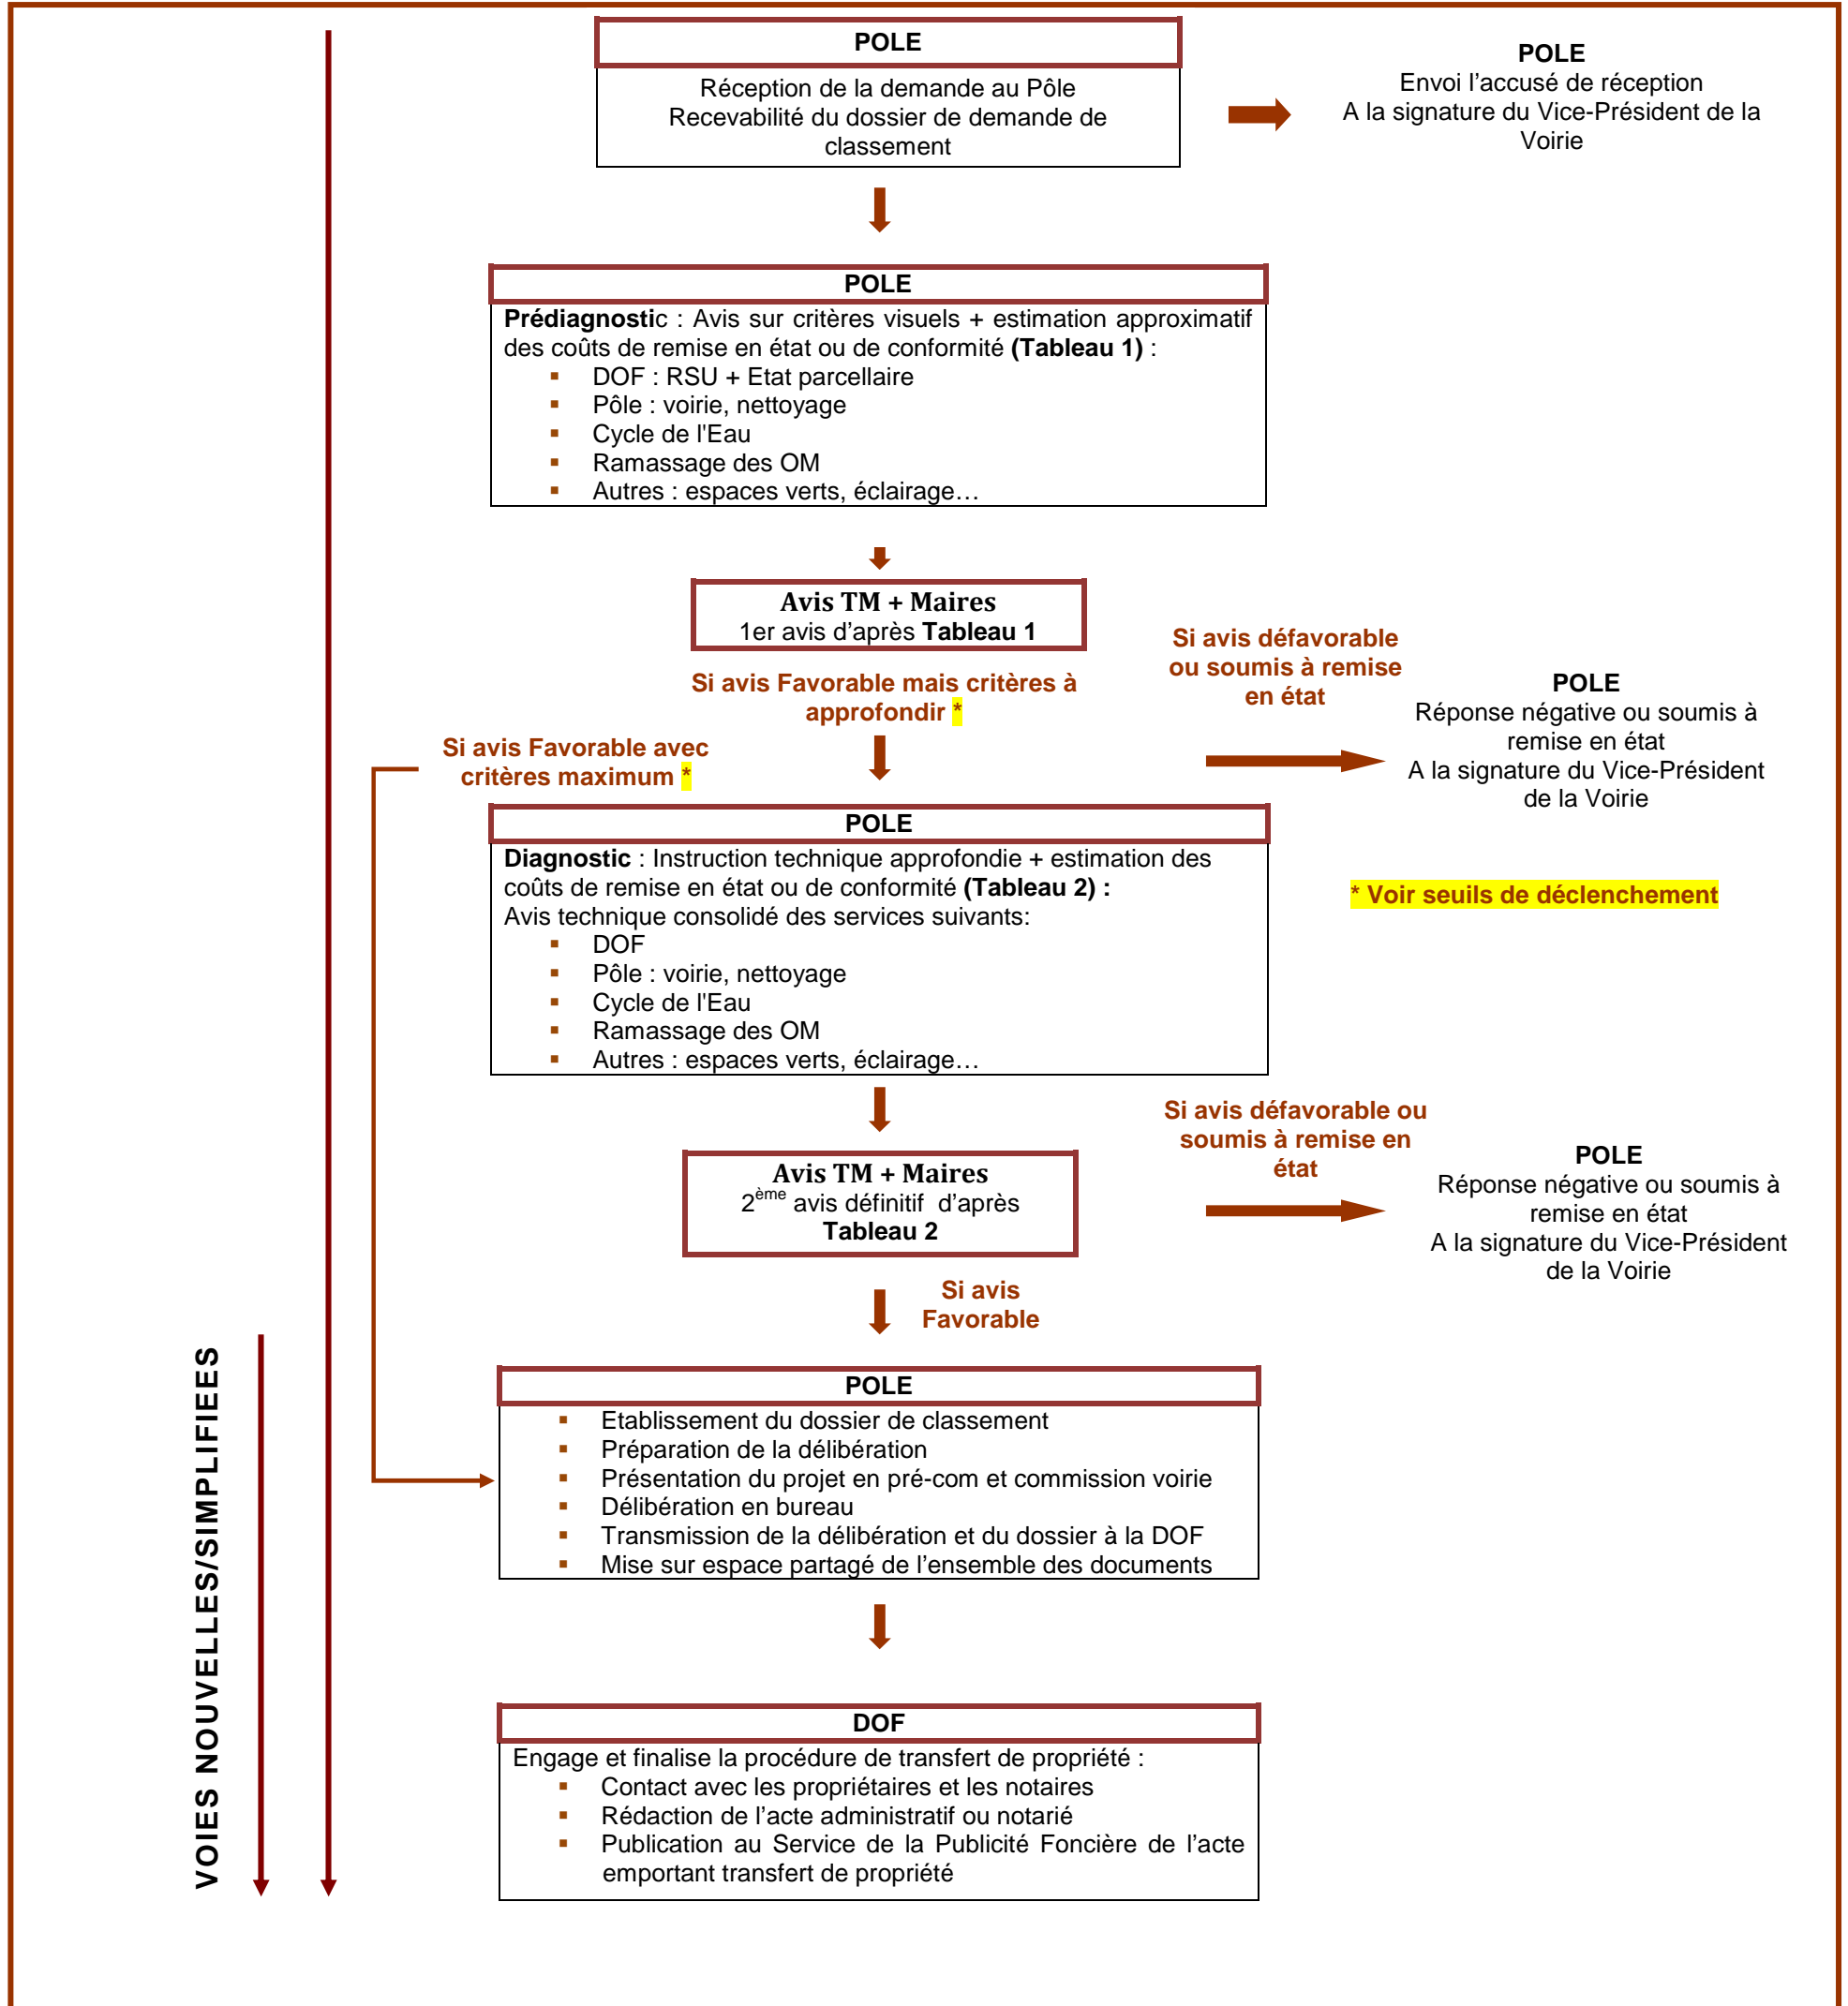 POLE
Réception de la demande au Pôle
Recevabilité du dossier de demande de
classement
POLE
Envoi l'accusé de réception
A la signature du Vice-Président de la
Voirie
POLE
Prédiagnostic : Avis sur critères visuels + estimation approximatif
des coûts de remise en état ou de conformité (Tableau 1) :
▪ DOF : RSU + Etat parcellaire
▪ Pôle : voirie, nettoyage
▪ Cycle de l'Eau
▪ Ramassage des OM
▪ Autres : espaces verts, éclairage…
Avis TM + Maires
1er avis d'après Tableau 1
Si avis défavorable
ou soumis à remise
en état
POLE
Réponse négative ou soumis à
remise en état
A la signature du Vice-Président
de la Voirie
Si avis Favorable mais critères à
approfondir *
Si avis Favorable avec
critères maximum *
POLE
Diagnostic : Instruction technique approfondie + estimation des
coûts de remise en état ou de conformité (Tableau 2) :
Avis technique consolidé des services suivants:
▪ DOF
▪ Pôle : voirie, nettoyage
▪ Cycle de l'Eau
▪ Ramassage des OM
▪ Autres : espaces verts, éclairage…
* Voir seuils de déclenchement
Avis TM + Maires
2ème avis définitif d'après
Tableau 2
Si avis défavorable ou
soumis à remise en
état
POLE
Réponse négative ou soumis à
remise en état
A la signature du Vice-Président
de la Voirie
Si avis
Favorable
POLE
▪ Etablissement du dossier de classement
▪ Préparation de la délibération
▪ Présentation du projet en pré-com et commission voirie
▪ Délibération en bureau
▪ Transmission de la délibération et du dossier à la DOF
▪ Mise sur espace partagé de l'ensemble des documents
VOIES NOUVELLES/SIMPLIFIEES
DOF
Engage et finalise la procédure de transfert de propriété :
▪ Contact avec les propriétaires et les notaires
▪ Rédaction de l'acte administratif ou notarié
▪ Publication au Service de la Publicité Foncière de l'acte
emportant transfert de propriété